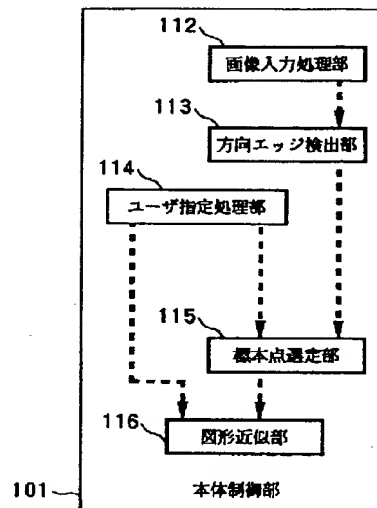 112
画像入力処理部
113
方向エッジ検出部
114
ユーザ指定処理部
115
標本点選定部
116
図形近似部
101
本体制御部